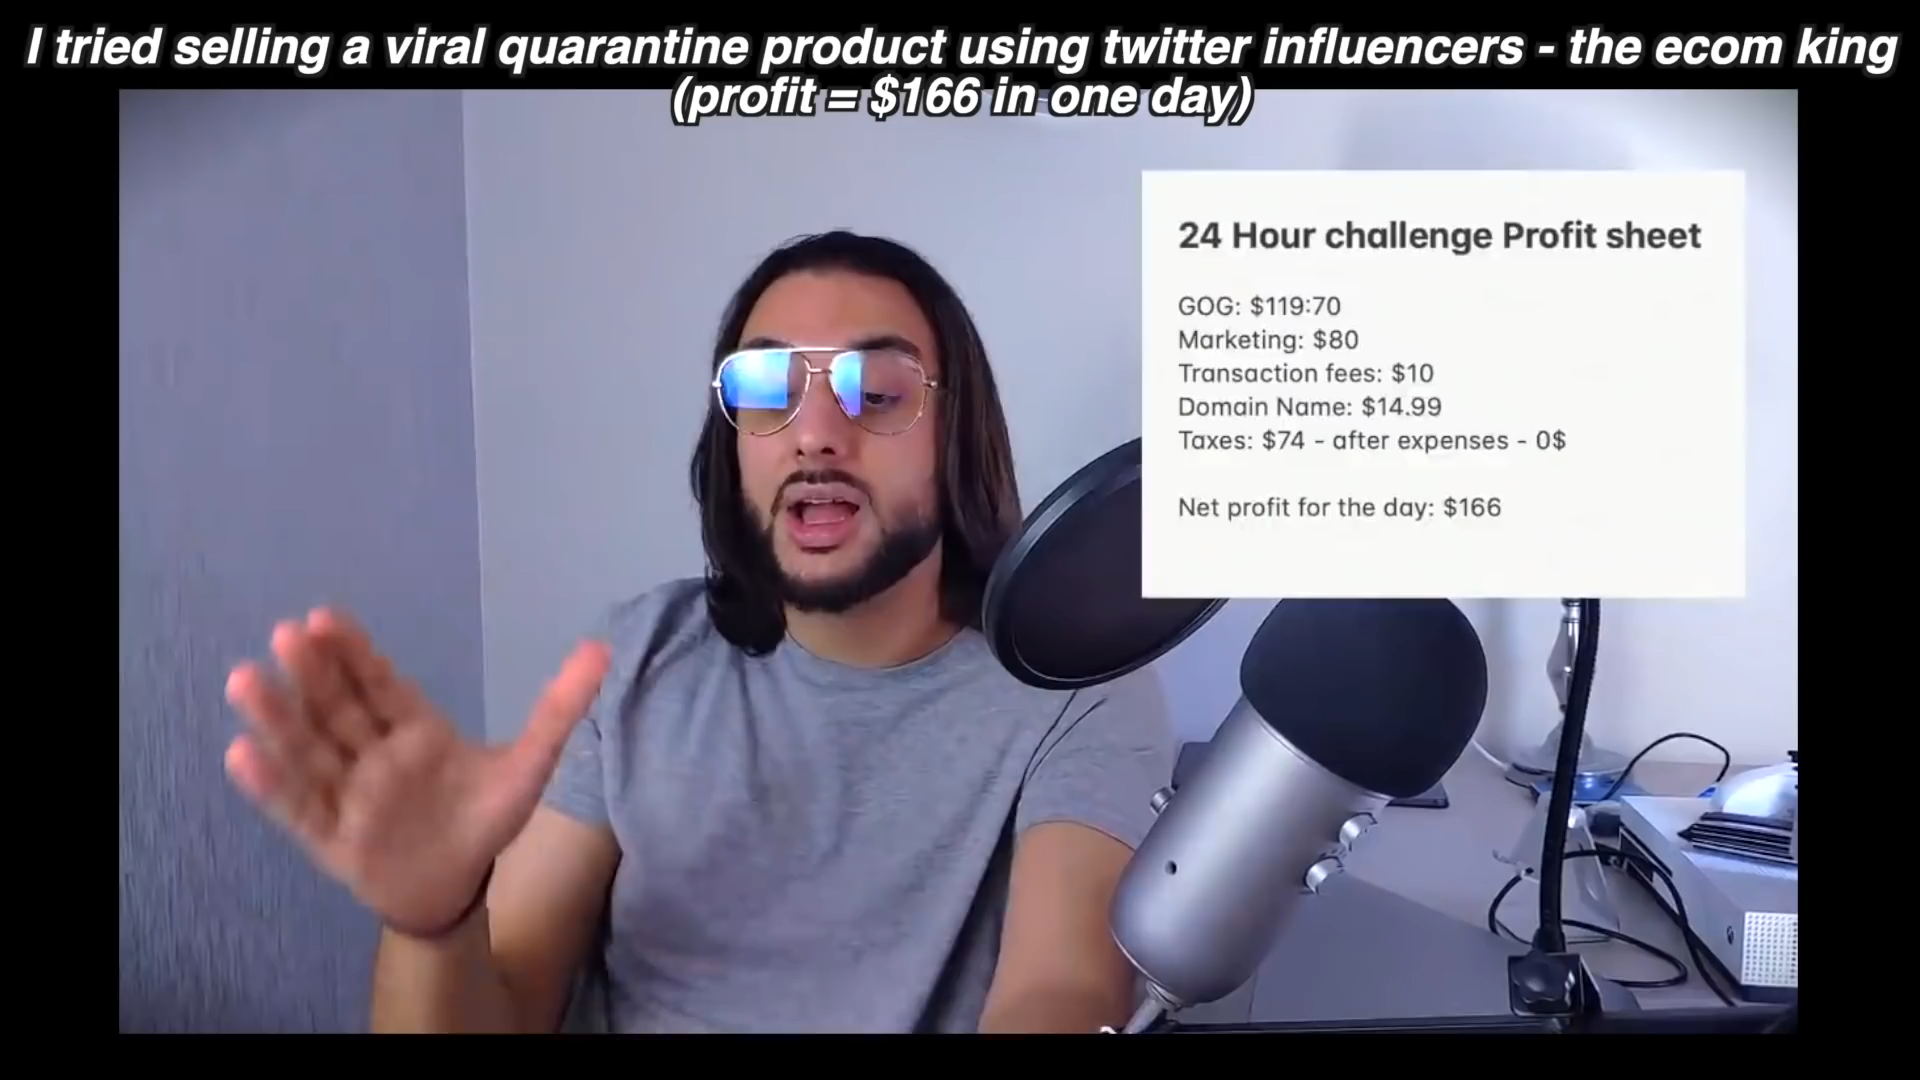 I tried selling a viral quarantine product using twitter influencers - the ecom king
(profit = $166 in one day)
24 Hour challenge Profit sheet
GOG: $119:70
Marketing: $80
Transaction fees: $10
Domain Name: $14.99
Taxes: $74 - after expenses - 0$
Net profit for the day: $166